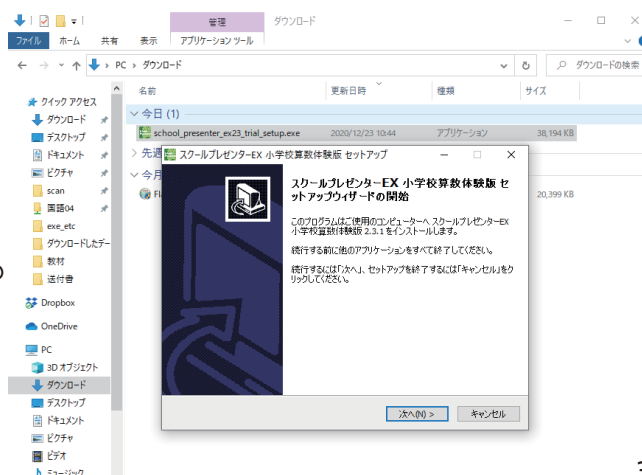 管理
ダウンロード
ファイル
ホーム
共有
表示
アプリケーション ツール
PC
ダウンロード
ダウンロードの検索
名前
更新日時
種類
サイズ
クイック アクセス
ダウンロード
デスクトップ
ドキュメント
ピクチャ
scan
国語04
exe_etc
ダウンロードしたデー
教材
送付書
Dropbox
OneDrive
PC
3D オブジェクト
ダウンロード
デスクトップ
ドキュメント
ピクチャ
ビデオ
ミュージック
今日 (1)
school_presenter_ex23_trial_setup.exe
2020/12/23 10:44
アプリケーション
38,194 KB
先週
今月
Fl
20,399 KB
スクールプレゼンターEX 小学校算数体験版 セットアップ
スクールプレゼンターEX 小学校算数体験版 セ
ットアップウィザードの開始
このプログラムはご使用のコンピューターへ スクールプレゼンターEX
小学校算数体験版 2.3.1 をインストールします。
続行する前に他のアプリケーションをすべて終了してください。
続行するには「次へ」、セットアップを終了するには「キャンセル」をク
リックしてください。
次へ(N) >
キャンセル